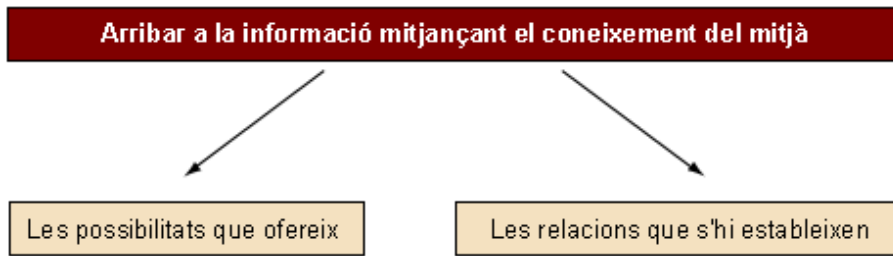 Arribar a la informació mitjançant el coneixement del mitjà
Les possibilitats que ofereix
Les relacions que s'hi estableixen